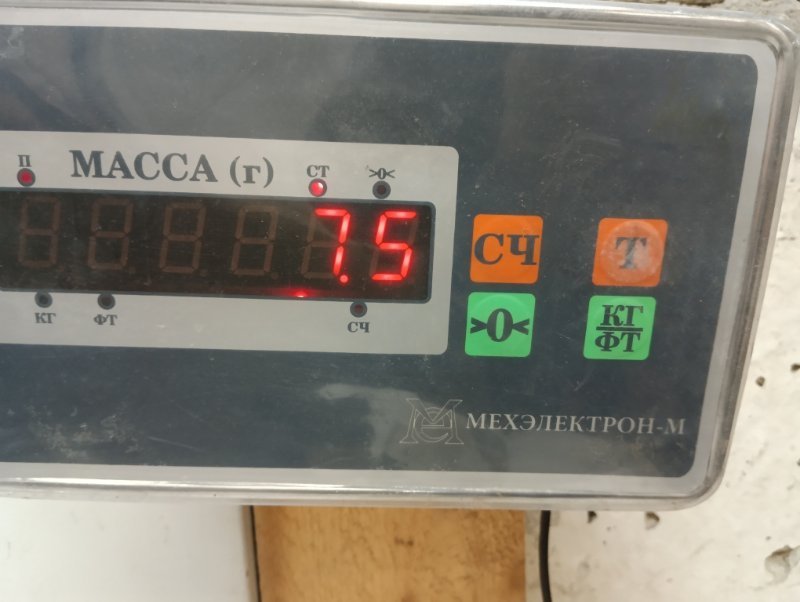 П
МАССА (г)
СТ
>0<
7.5
КГ
ФТ
СЧ
СЧ
Т
>0<
КГ
ФТ
МЕХЭЛЕКТРОН-М